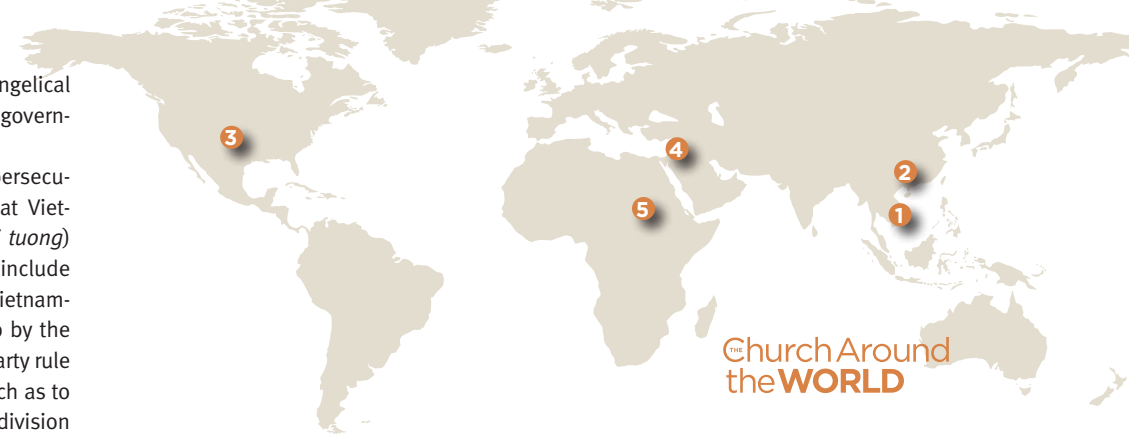 ngelical
govern-
persecu-
at Viet-
tuong)
include
ietnam-
by the
arty rule
ch as to
division
3
4
2
5
1
THE Church Around
the WORLD